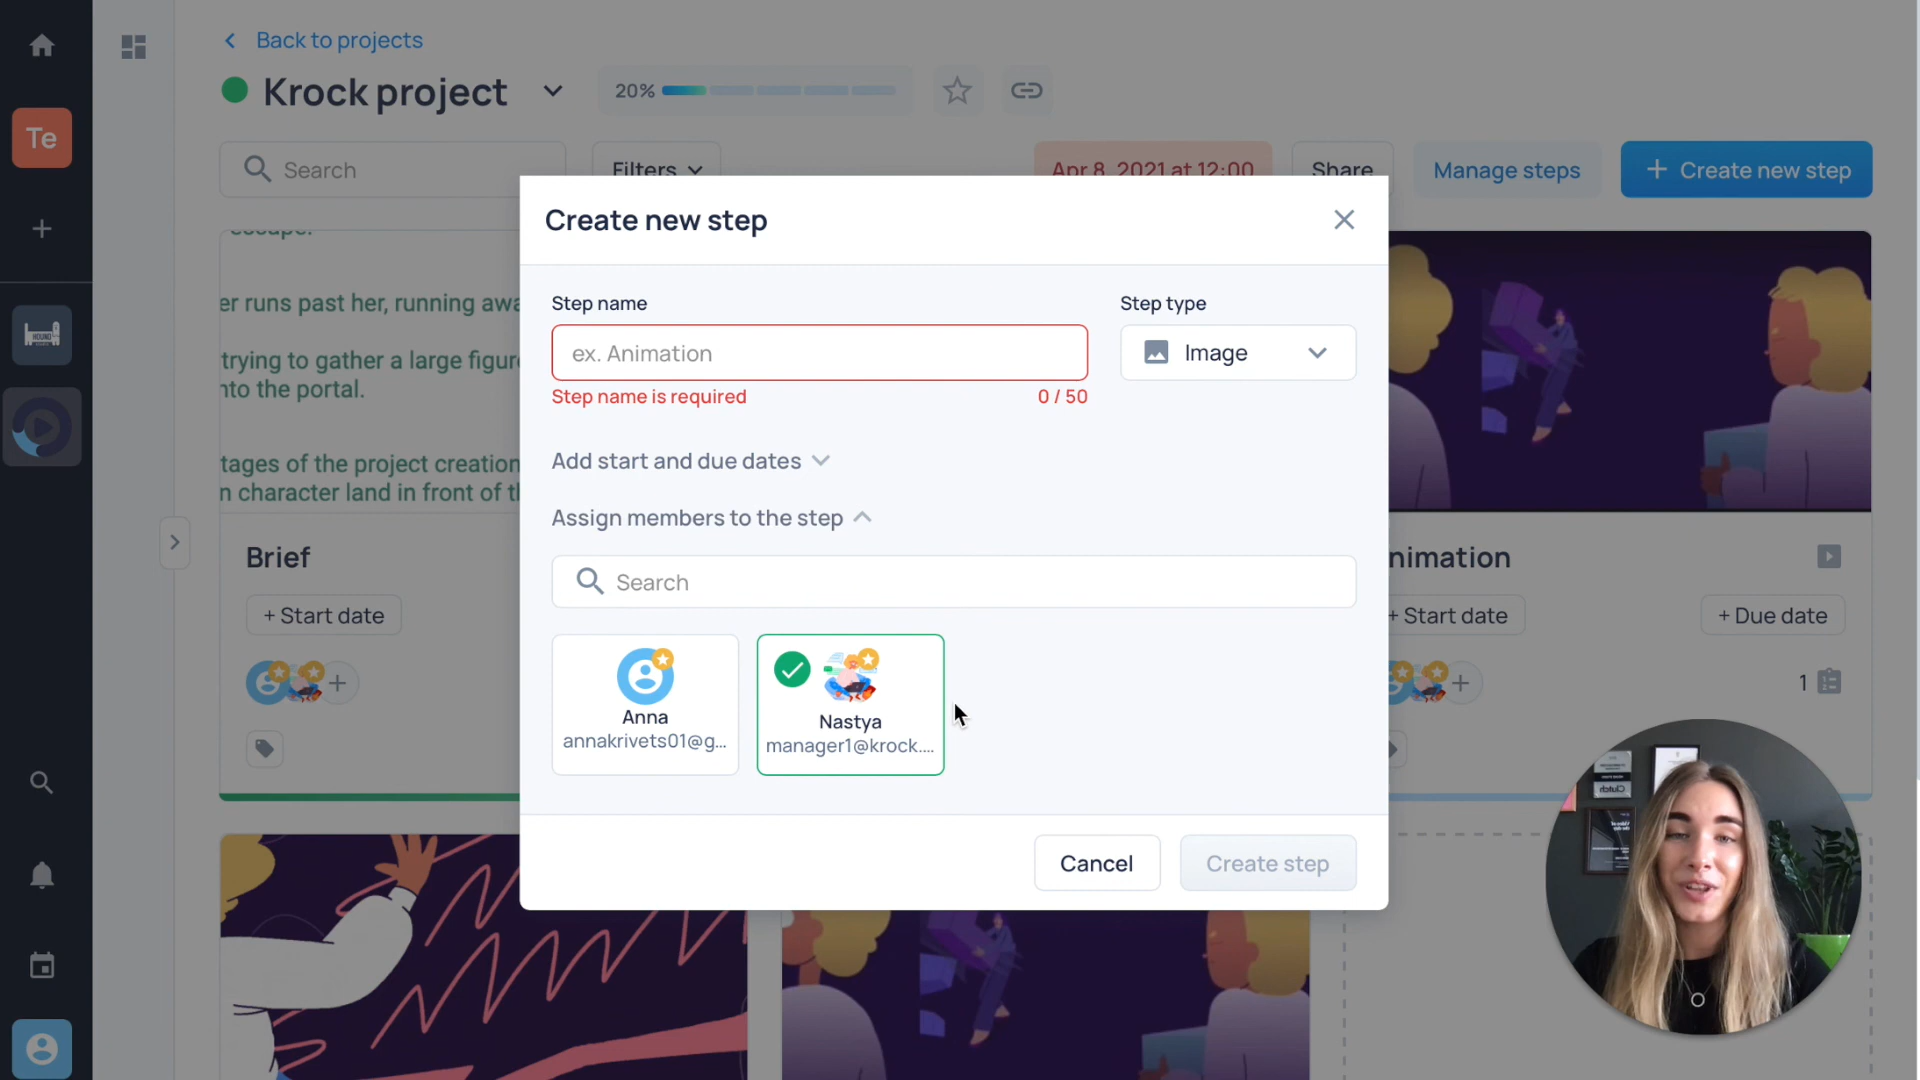 Back to projects
Krock project
20%
Te
Search
Filters
Apr 8, 2021 at 12:00
Share
Manage steps
+ Create new step
escape.
er runs past her, running awa
trying to gather a large figur
nto the portal.
tages of the project creation
n character land in front of t
HOUND
Create new step
Step name
Step type
ex. Animation
Image
Step name is required
0 / 50
Add start and due dates
Assign members to the step
Search
Anna
annakrivets01@g...
Nastya
manager1@krock....
Cancel
Create step
Brief
+ Start date
nimation
+ Start date
+ Due date
1
Clutch